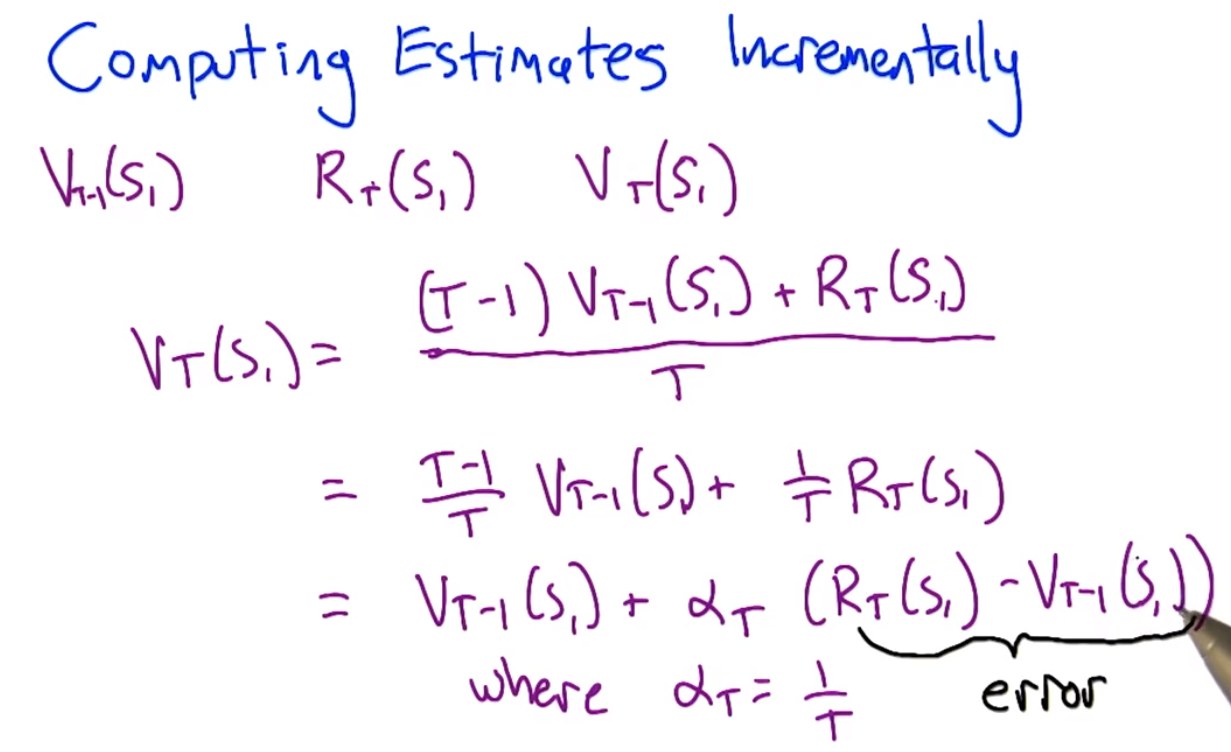 Computing Estimates Incrementally
V_{T-1}(S_1) R_T(S_1) V_T(S_1)
V_T(S_1) = \frac{(T-1) V_{T-1}(S_1) + R_T(S_1)}{T}
= \frac{T-1}{T} V_{T-1}(S_1) + \frac{1}{T} R_T(S_1)
= V_{T-1}(S_1) + α_T (R_T(S_1) - V_{T-1}(S_1))
where α_T = \frac{1}{T} error